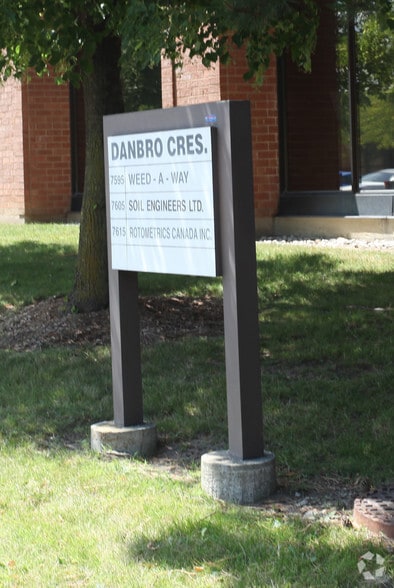 DANBRO CRES.
7595 WEED - A - WAY
7605 SOIL ENGINEERS LTD.
7615 ROTOMETRICS CANADA INC.